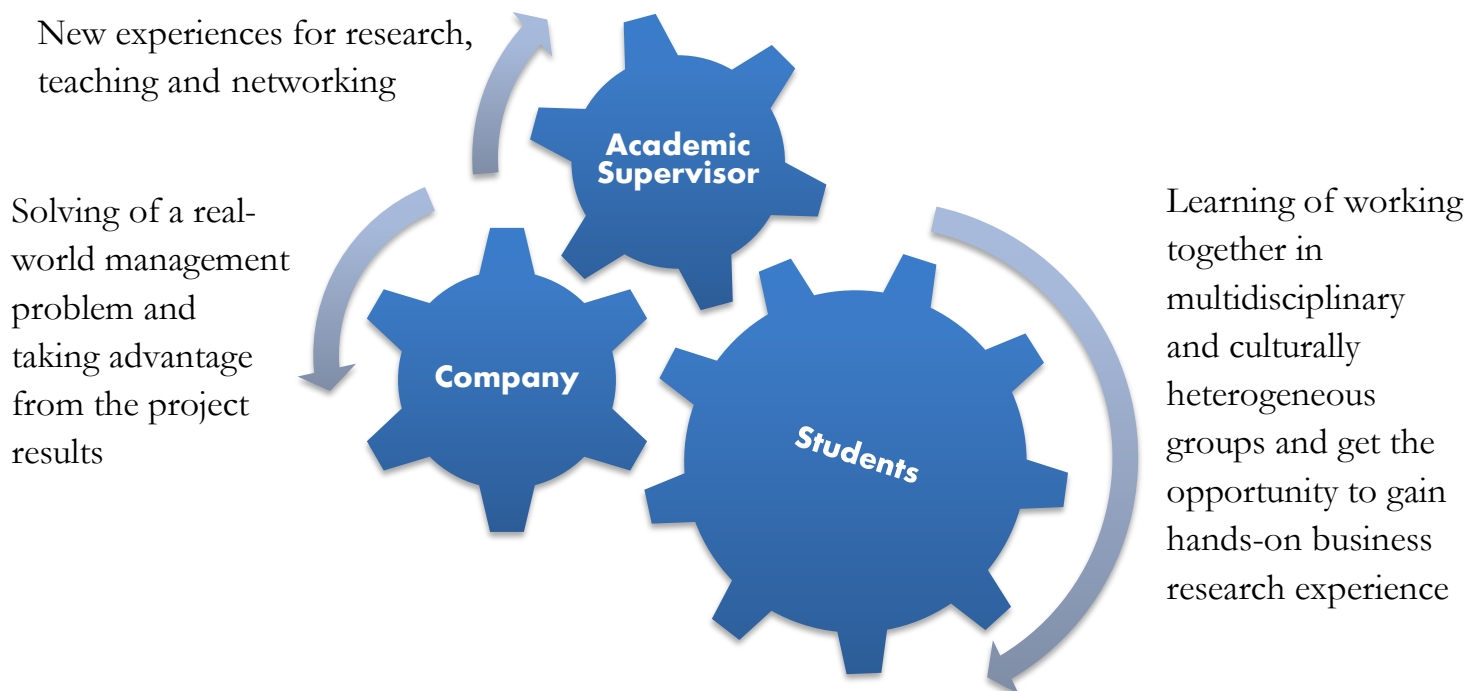 New experiences for research,
teaching and networking
Academic
Supervisor
Solving of a real-
world management
problem and
taking advantage
from the project
results
Company
Students
Learning of working
together in
multidisciplinary
and culturally
heterogeneous
groups and get the
opportunity to gain
hands-on business
research experience